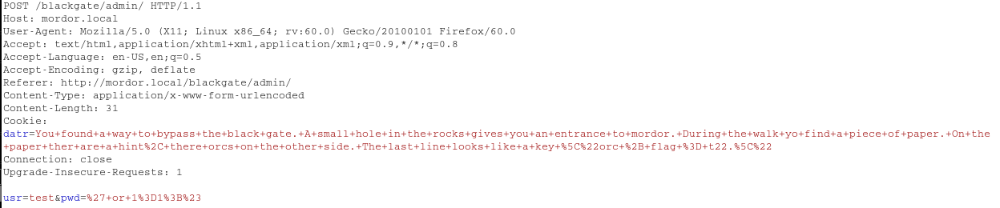 POST /blackgate/admin/ HTTP/1.1
Host: mordor.local
User-Agent: Mozilla/5.0 (X11; Linux x86_64; rv:60.0) Gecko/20100101 Firefox/60.0
Accept: text/html,application/xhtml+xml,application/xml;q=0.9,*/*;q=0.8
Accept-Language: en-US,en;q=0.5
Accept-Encoding: gzip, deflate
Referer: http://mordor.local/blackgate/admin/
Content-Type: application/x-www-form-urlencoded
Content-Length: 31
Cookie:
datr=You+found+a+way+to+bypass+the+black+gate.+A+small+hole+in+the+rocks+gives+you+an+entrance+to+mordor.+During+the+walk+yo+find+a+piece+of+paper.+On+the
+paper+ther+are+a+hint%2C+there+orcs+on+the+other+side.+The+last+line+looks+like+a+key+%5C%22orc+%2B+flag+%3D+t22.%5C%22
Connection: close
Upgrade-Insecure-Requests: 1
usr=test&pwd=%27+or+1%3D1%3B%23